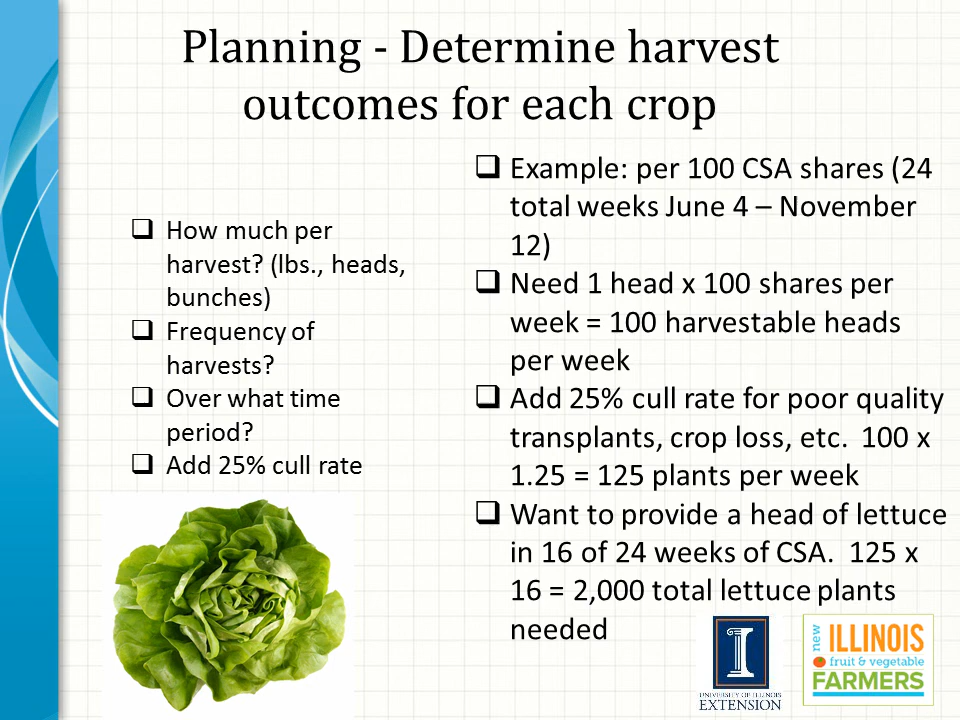 Planning - Determine harvest
outcomes for each crop
❑ How much per
harvest? (lbs., heads,
bunches)
❑ Frequency of
harvests?
❑ Over what time
period?
❑ Add 25% cull rate
❑ Example: per 100 CSA shares (24
total weeks June 4 – November
12)
❑ Need 1 head x 100 shares per
week = 100 harvestable heads
per week
❑ Add 25% cull rate for poor quality
transplants, crop loss, etc.  100 x
1.25 = 125 plants per week
❑ Want to provide a head of lettuce
in 16 of 24 weeks of CSA.  125 x
16 = 2,000 total lettuce plants
needed
I
UNIVERSITY OF ILLINOIS
EXTENSION
new
ILLINOIS
fruit & vegetable
FARMERS